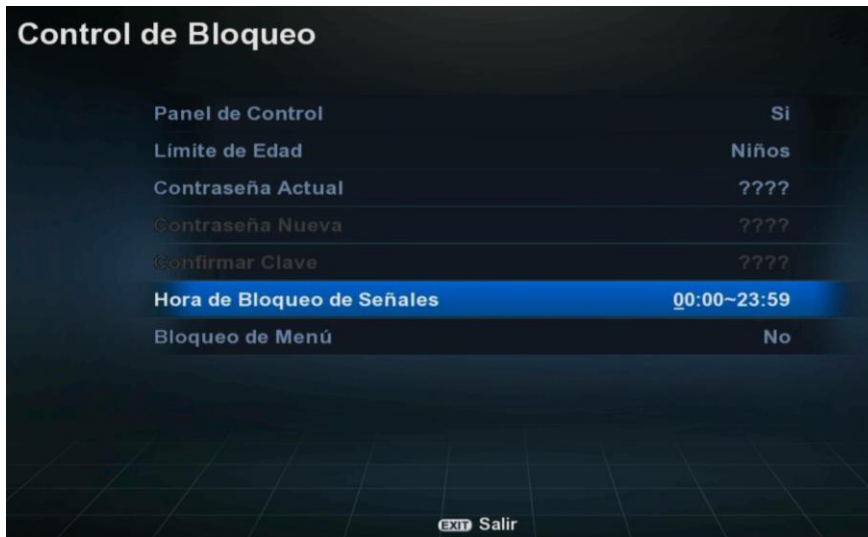 Control de Bloqueo
Panel de Control Si
Límite de Edad Niños
Contraseña Actual ????
Contraseña Nueva ????
Confirmar Clave ????
Hora de Bloqueo de Señales 00:00~23:59
Bloqueo de Menú No
EXIT Salir